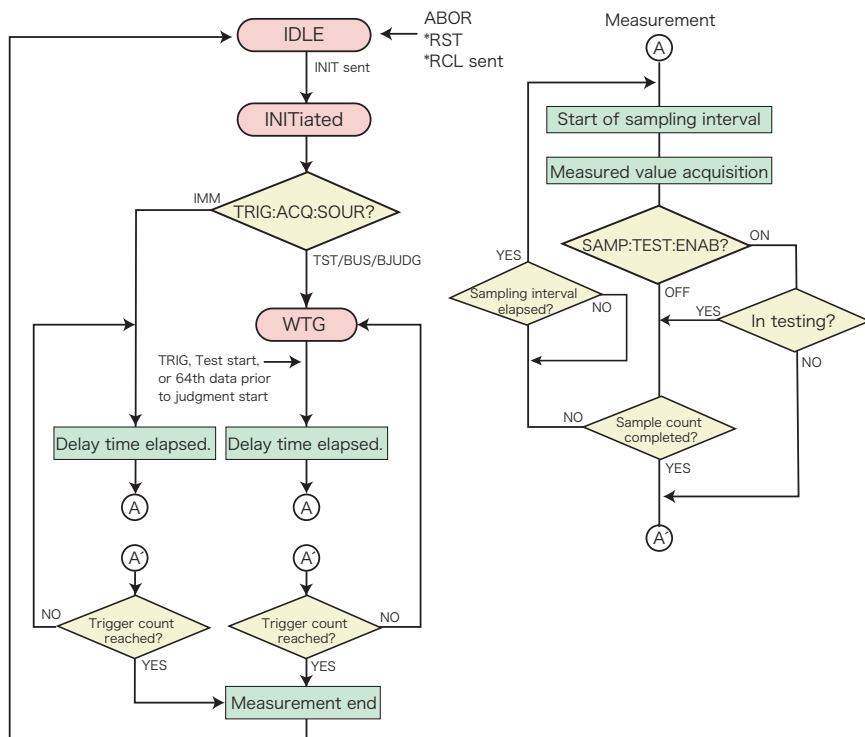 IDLE
ABOR
*RST
*RCL sent
INIT sent
INITiated
IMM
TRIG:ACQ:SOUR?
TST/BUS/BJUDG
WTG
TRIG, Test start,
or 64th data prior
to judgment start
Delay time elapsed.
Delay time elapsed.
A
A
A´
A´
NO
Trigger count
reached?
YES
Trigger count
reached?
NO
YES
Measurement end
Measurement
A
Start of sampling interval
Measured value acquisition
SAMP:TEST:ENAB?
ON
OFF
YES
Sampling interval
elapsed?
NO
YES
In testing?
NO
NO
Sample count
completed?
YES
A´